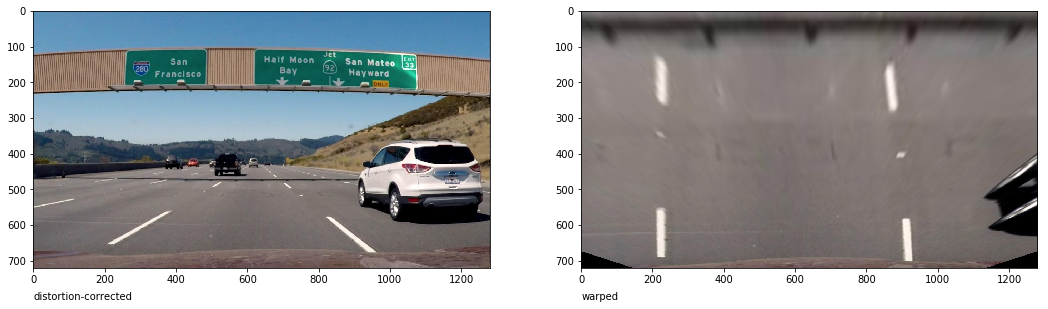 0
100
200
300
400
500
600
700
0 200 400 600 800 1000 1200
280
San
Francisco
Half Moon
Bay
Jct
92
San Mateo
Hayward
EXIT
33
ONLY
distortion-corrected
0
100
200
300
400
500
600
700
0 200 400 600 800 1000 1200
warped